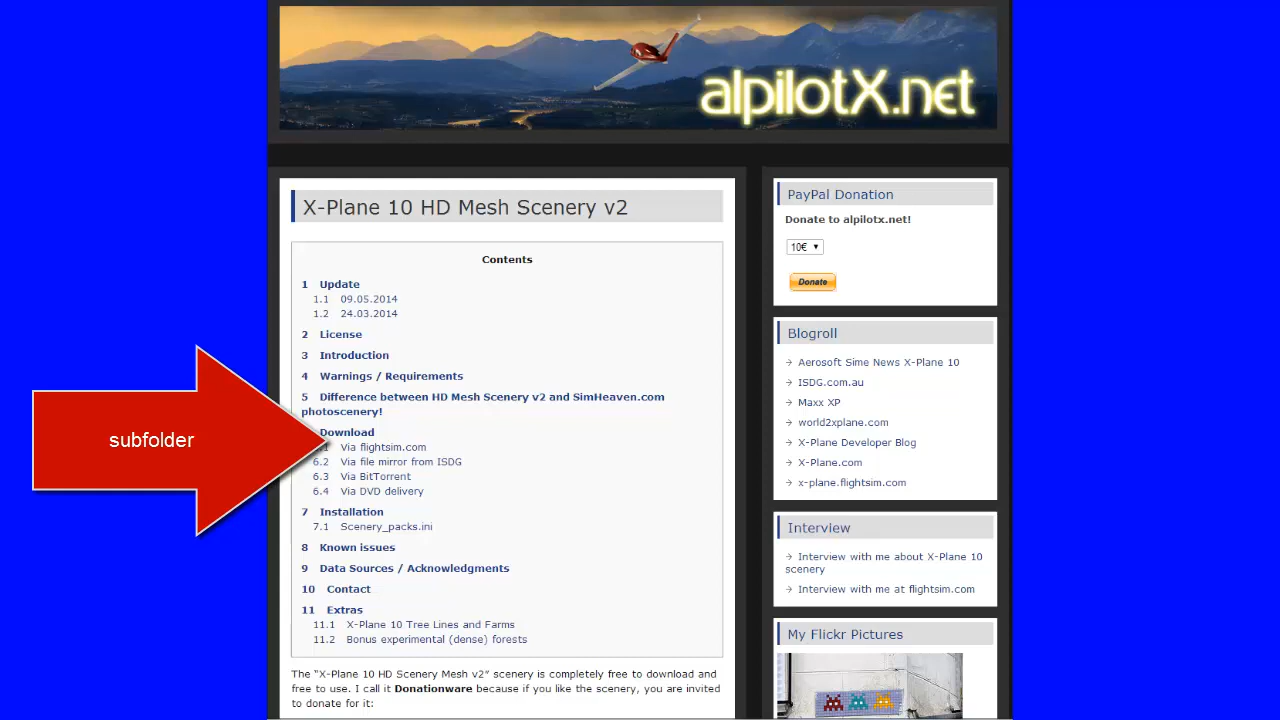 alpilotX.net
X-Plane 10 HD Mesh Scenery v2
Contents
1 Update
1.1 09.05.2014
1.2 24.03.2014
2 License
3 Introduction
4 Warnings / Requirements
5 Difference between HD Mesh Scenery v2 and SimHeaven.com
photoscenery!
Download
Via flightsim.com
6.2 Via file mirror from ISDG
6.3 Via BitTorrent
6.4 Via DVD delivery
7 Installation
7.1 Scenery_packs.ini
8 Known issues
9 Data Sources / Acknowledgments
10 Contact
11 Extras
11.1 X-Plane 10 Tree Lines and Farms
11.2 Bonus experimental (dense) forests
The “X-Plane 10 HD Scenery Mesh v2” scenery is completely free to download and
free to use. I call it Donationware because if you like the scenery, you are invited
to donate for it:
subfolder
PayPal Donation
Donate to alpilotx.net!
10€
Donate
Blogroll
Aerosoft Sime News X-Plane 10
ISDG.com.au
Maxx XP
world2xplane.com
X-Plane Developer Blog
X-Plane.com
x-plane.flightsim.com
Interview
Interview with me about X-Plane 10
scenery
Interview with me at flightsim.com
My Flickr Pictures